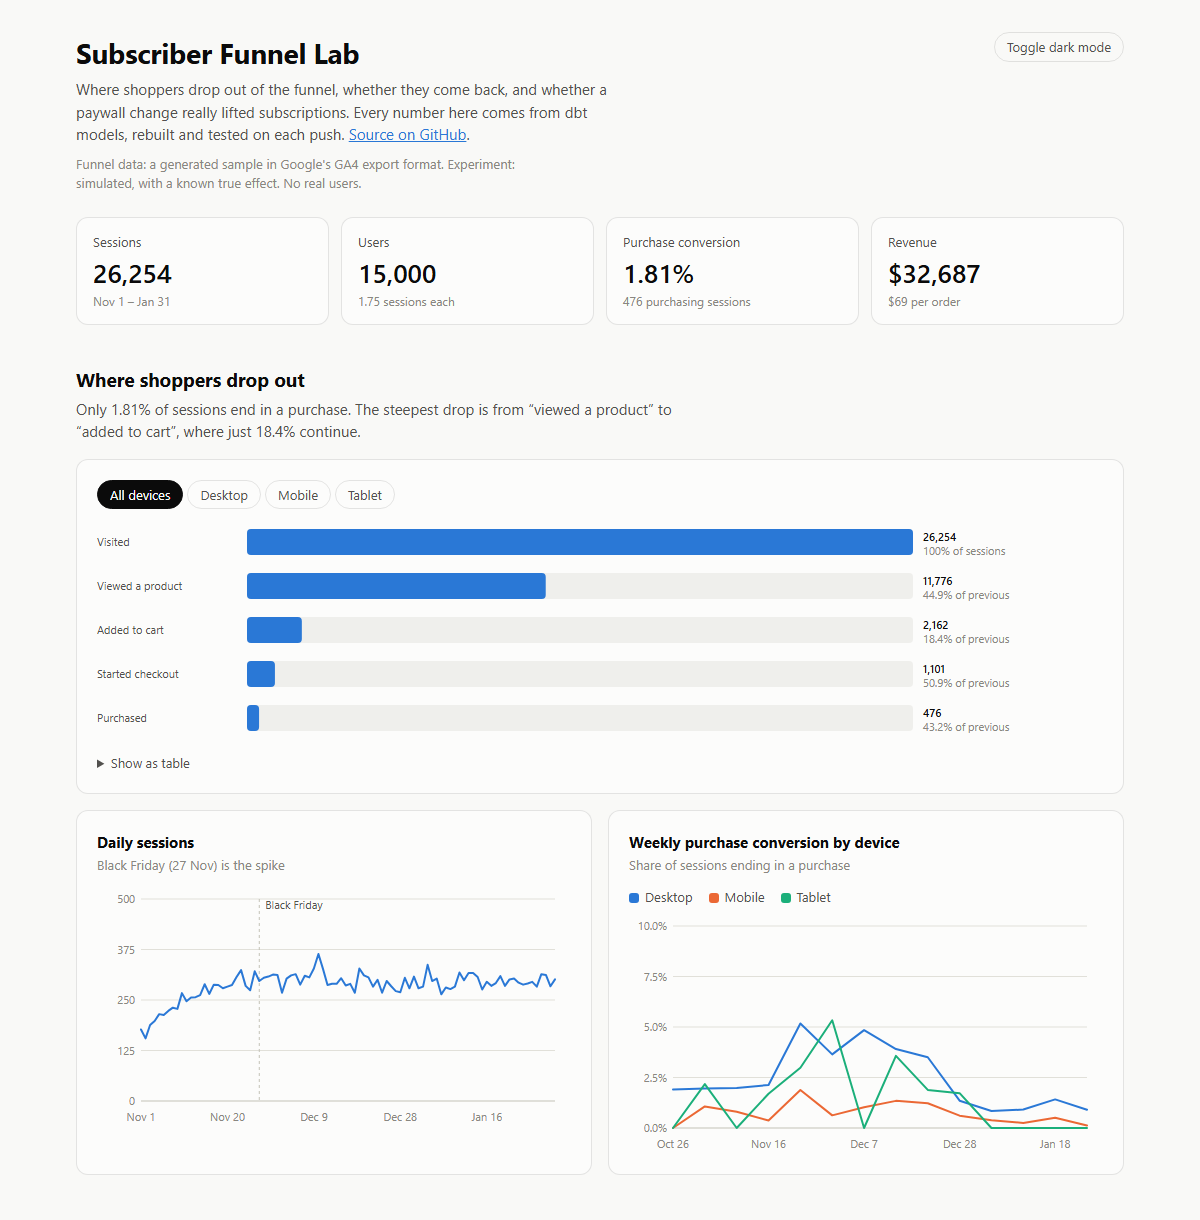 Subscriber Funnel Lab
Toggle dark mode
Where shoppers drop out of the funnel, whether they come back, and whether a
paywall change really lifted subscriptions. Every number here comes from dbt
models, rebuilt and tested on each push. Source on GitHub.
Funnel data: a generated sample in Google's GA4 export format. Experiment:
simulated, with a known true effect. No real users.
Sessions
26,254
Nov 1 – Jan 31
Users
15,000
1.75 sessions each
Purchase conversion
1.81%
476 purchasing sessions
Revenue
$32,687
$69 per order
Where shoppers drop out
Only 1.81% of sessions end in a purchase. The steepest drop is from “viewed a product” to
“added to cart”, where just 18.4% continue.
All devices
Desktop
Mobile
Tablet
Visited
26,254
100% of sessions
Viewed a product
11,776
44.9% of previous
Added to cart
2,162
18.4% of previous
Started checkout
1,101
50.9% of previous
Purchased
476
43.2% of previous
Show as table
Daily sessions
Black Friday (27 Nov) is the spike
500
Black Friday
375
250
125
0
Nov 1
Nov 20
Dec 9
Dec 28
Jan 16
Weekly purchase conversion by device
Share of sessions ending in a purchase
Desktop
Mobile
Tablet
10.0%
7.5%
5.0%
2.5%
0.0%
Oct 26
Nov 16
Dec 7
Dec 28
Jan 18